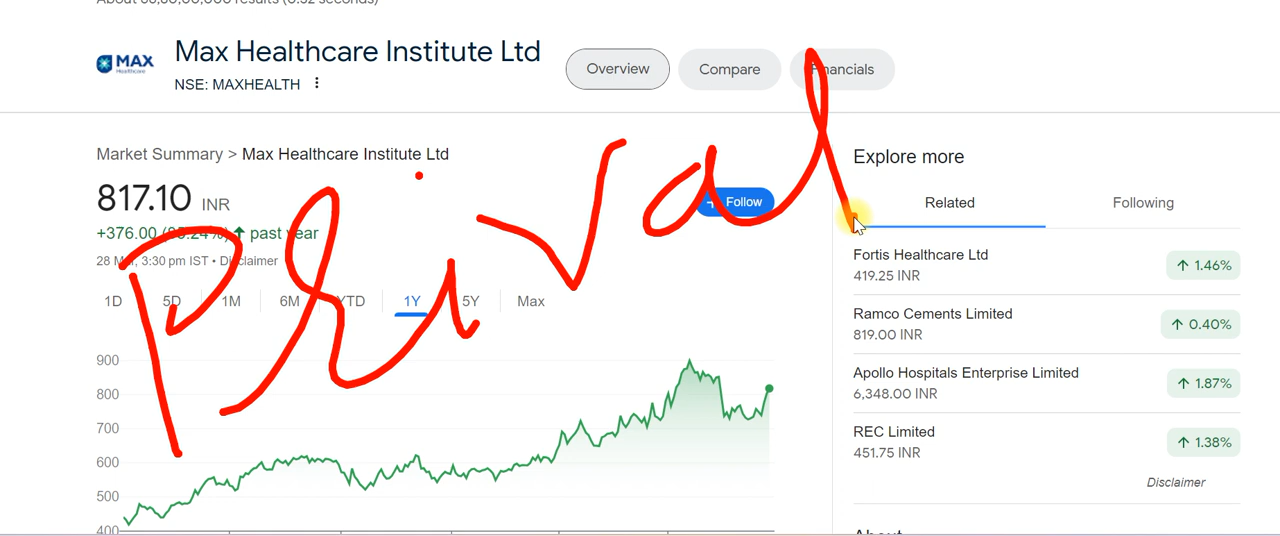 MAX
Healthcare
Max Healthcare Institute Ltd
NSE: MAXHEALTH
Overview
Compare
Financials
Market Summary > Max Healthcare Institute Ltd
817.10 INR
+376.00 (85.24%) ↑ past year
28 Mar, 3:30 pm IST • Disclaimer
+ Follow
1D 5D 1M 6M YTD 1Y 5Y Max
900
800
700
600
500
400
Explore more
Related
Following
Fortis Healthcare Ltd
419.25 INR
↑ 1.46%
Ramco Cements Limited
819.00 INR
↑ 0.40%
Apollo Hospitals Enterprise Limited
6,348.00 INR
↑ 1.87%
REC Limited
451.75 INR
↑ 1.38%
Disclaimer
About